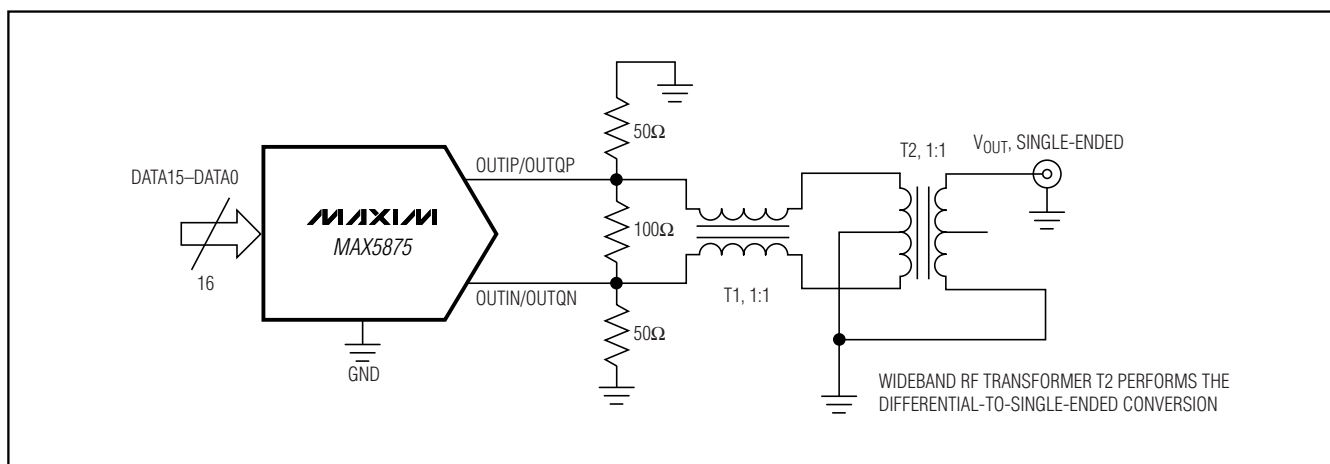 50Ω
T2, 1:1
V_OUT, SINGLE-ENDED
OUTIP/OUTQP
DATA15–DATA0
MAXIM
MAX5875
100Ω
16
OUTIN/OUTQN
T1, 1:1
50Ω
GND
WIDEBAND RF TRANSFORMER T2 PERFORMS THE
DIFFERENTIAL-TO-SINGLE-ENDED CONVERSION